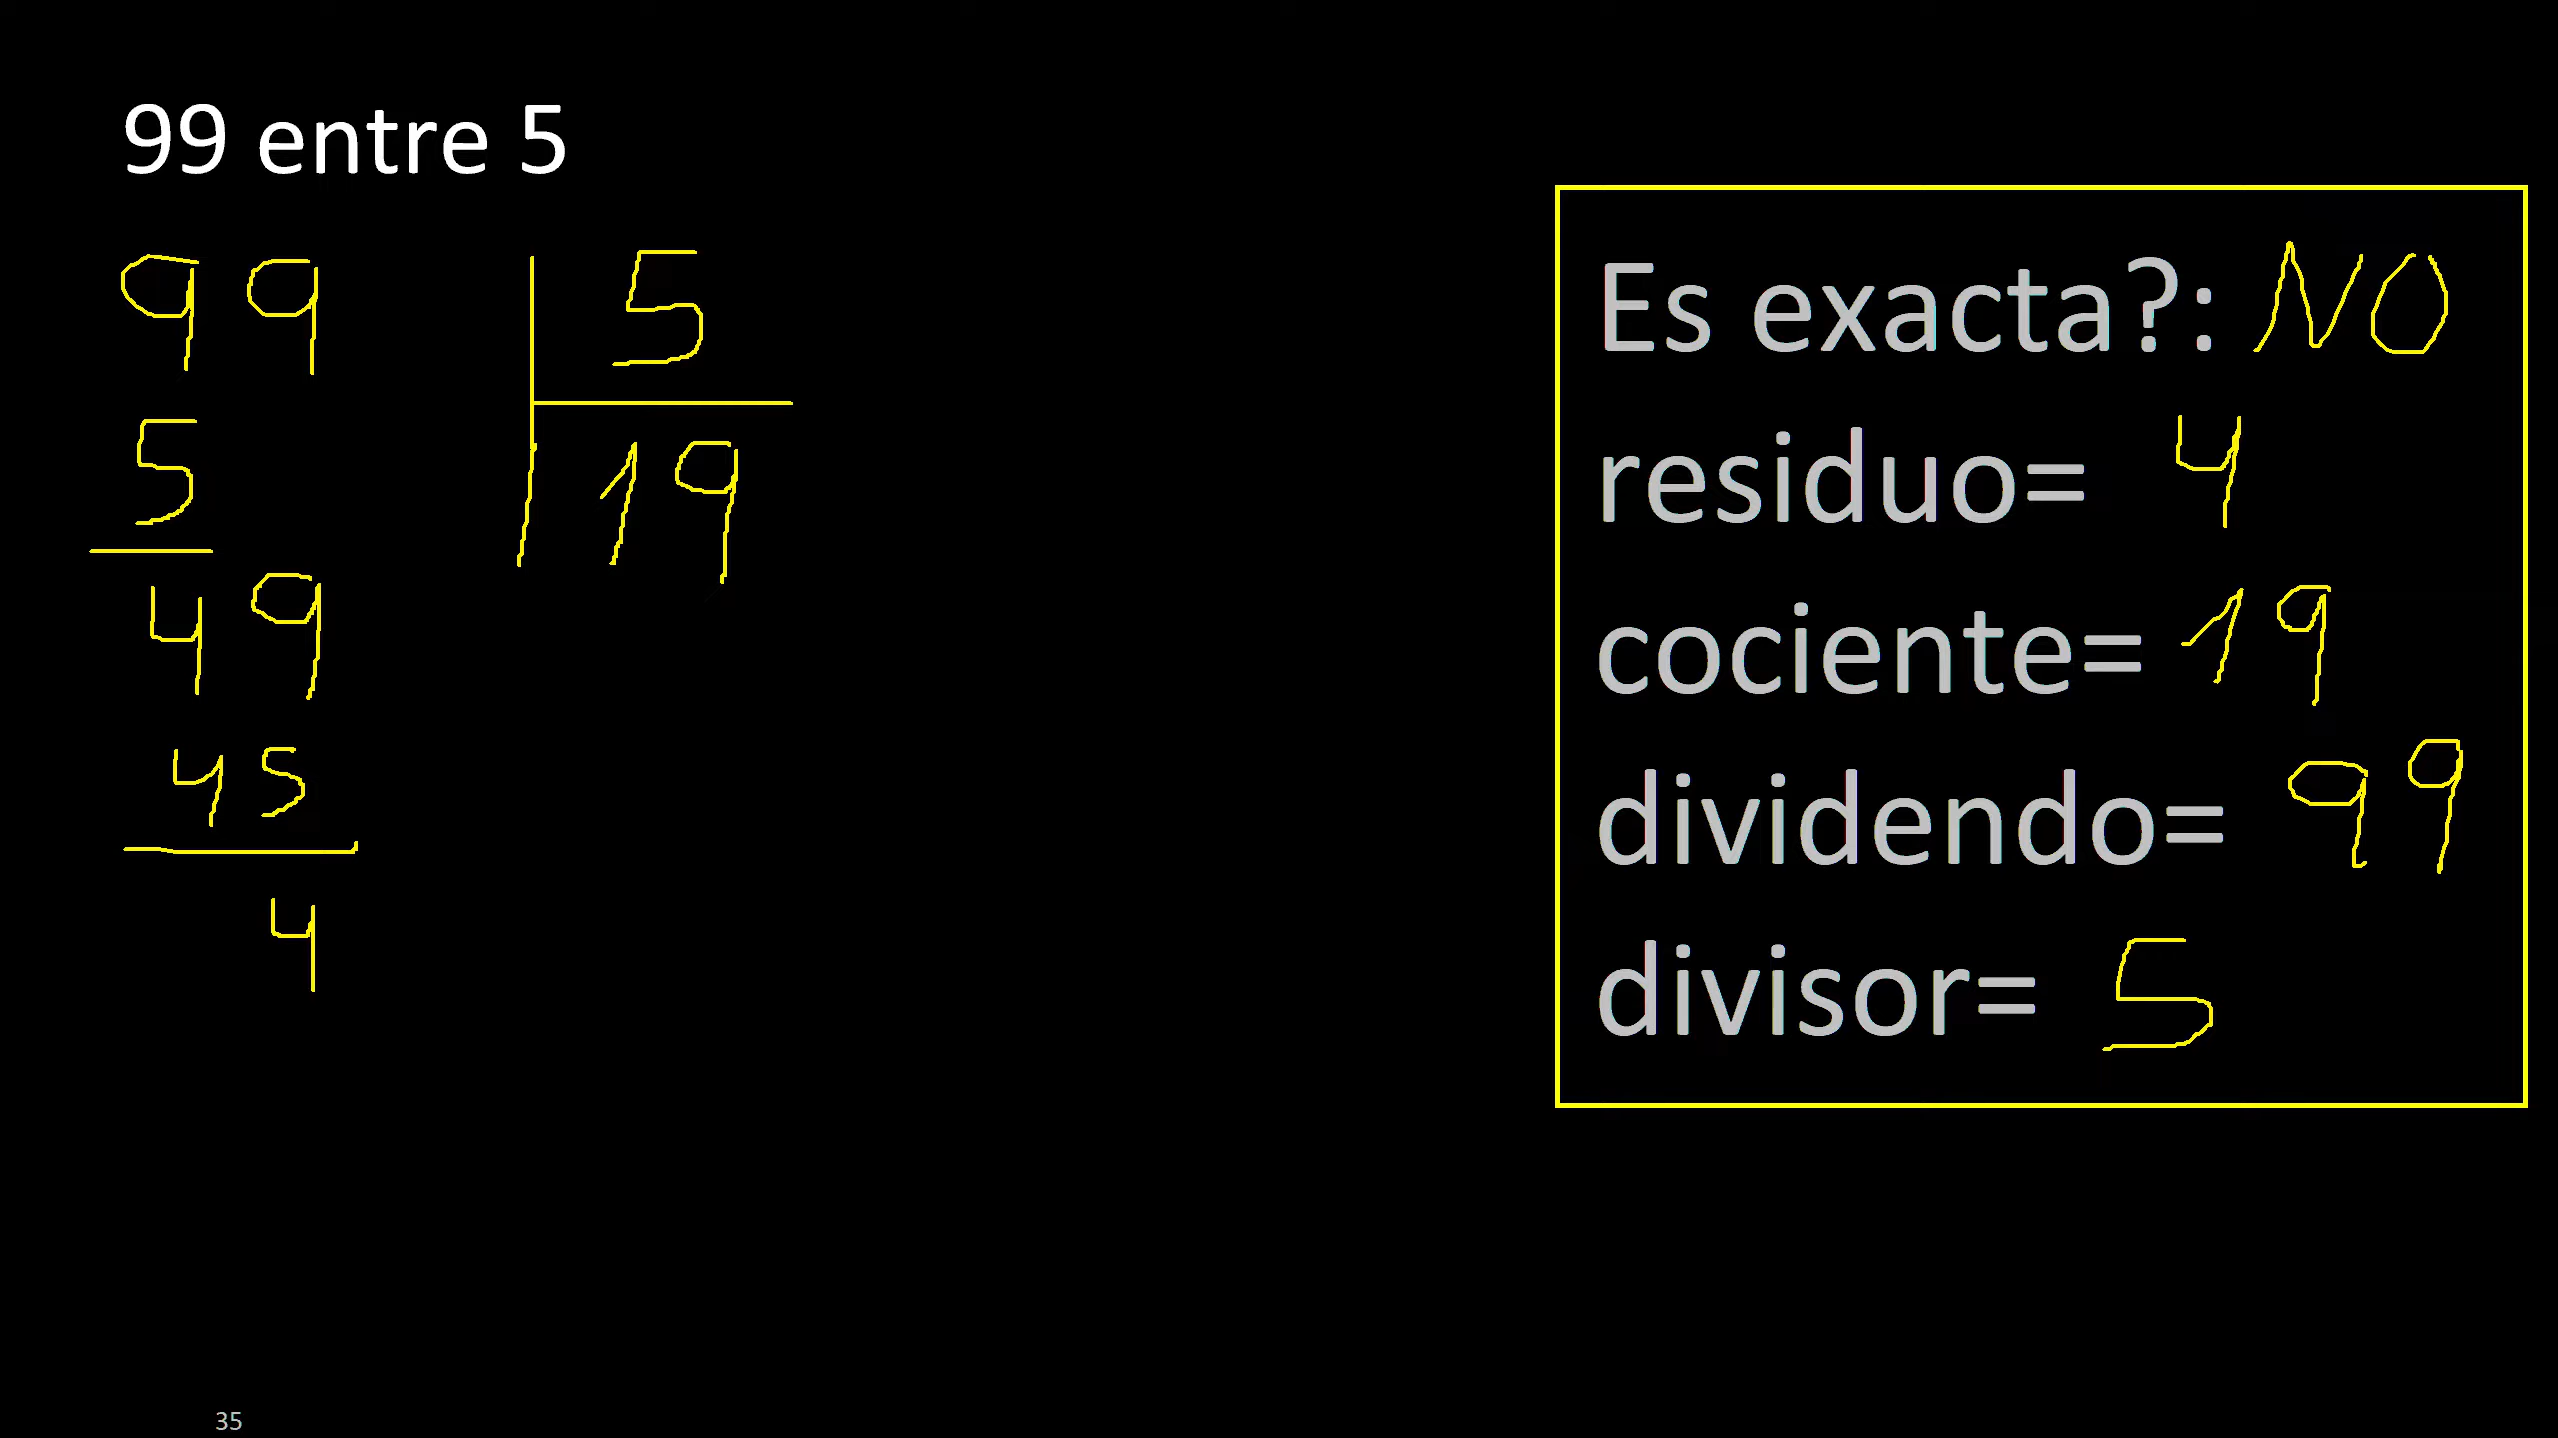 99 entre 5
99 5
5 19
49
45
4
Es exacta?: NO
residuo= 4
cociente= 19
dividendo= 99
divisor= 5
35